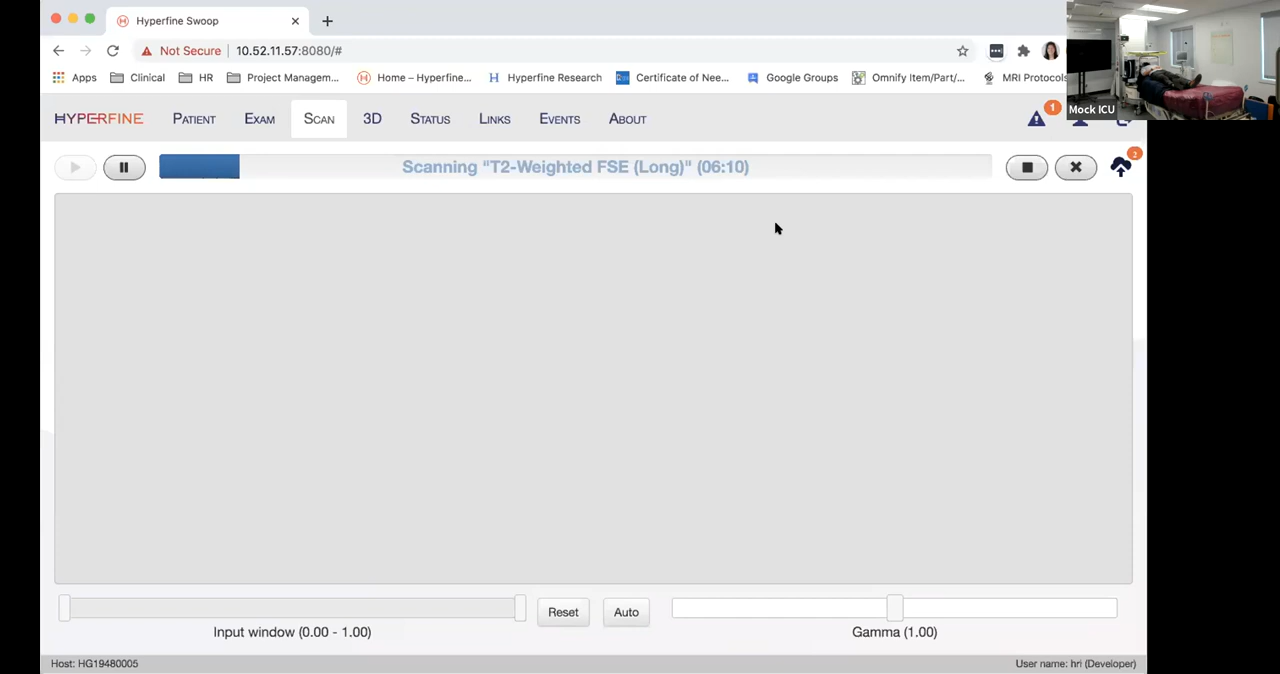 Hyperfine Swoop
Not Secure
10.52.11.57:8080/#
Apps
Clinical
HR
Project Managem...
Home – Hyperfine...
Hyperfine Research
Certificate of Nee...
Google Groups
Omnify Item/Part/...
MRI Protocols
Mock ICU
HYPERFINE
PATIENT
EXAM
SCAN
3D
STATUS
LINKS
EVENTS
ABOUT
1
Scanning "T2-Weighted FSE (Long)" (06:10)
2
Reset
Auto
Input window (0.00 - 1.00)
Gamma (1.00)
Host: HG19480005
User name: hri (Developer)